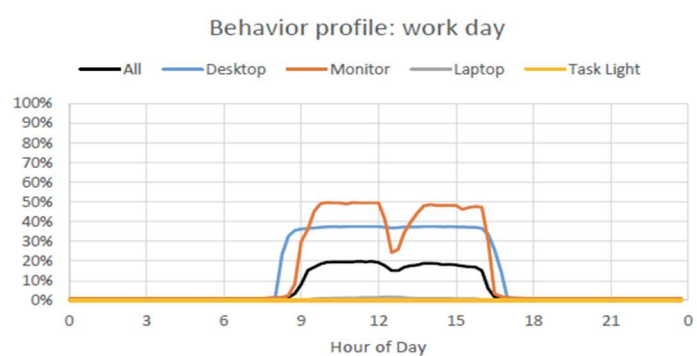 Behavior profile: work day
All Desktop Monitor Laptop Task Light
100%
90%
80%
70%
60%
50%
40%
30%
20%
10%
0%
0 3 6 9 12 15 18 21 0
Hour of Day